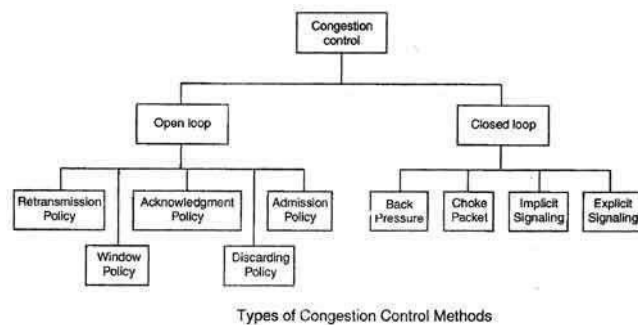 Congestion
control
Open loop
Closed loop
Retransmission
Policy
Acknowledgment
Policy
Admission
Policy
Back
Pressure
Choke
Packet
Implicit
Signaling
Explicit
Signaling
Window
Policy
Discarding
Policy
Types of Congestion Control Methods